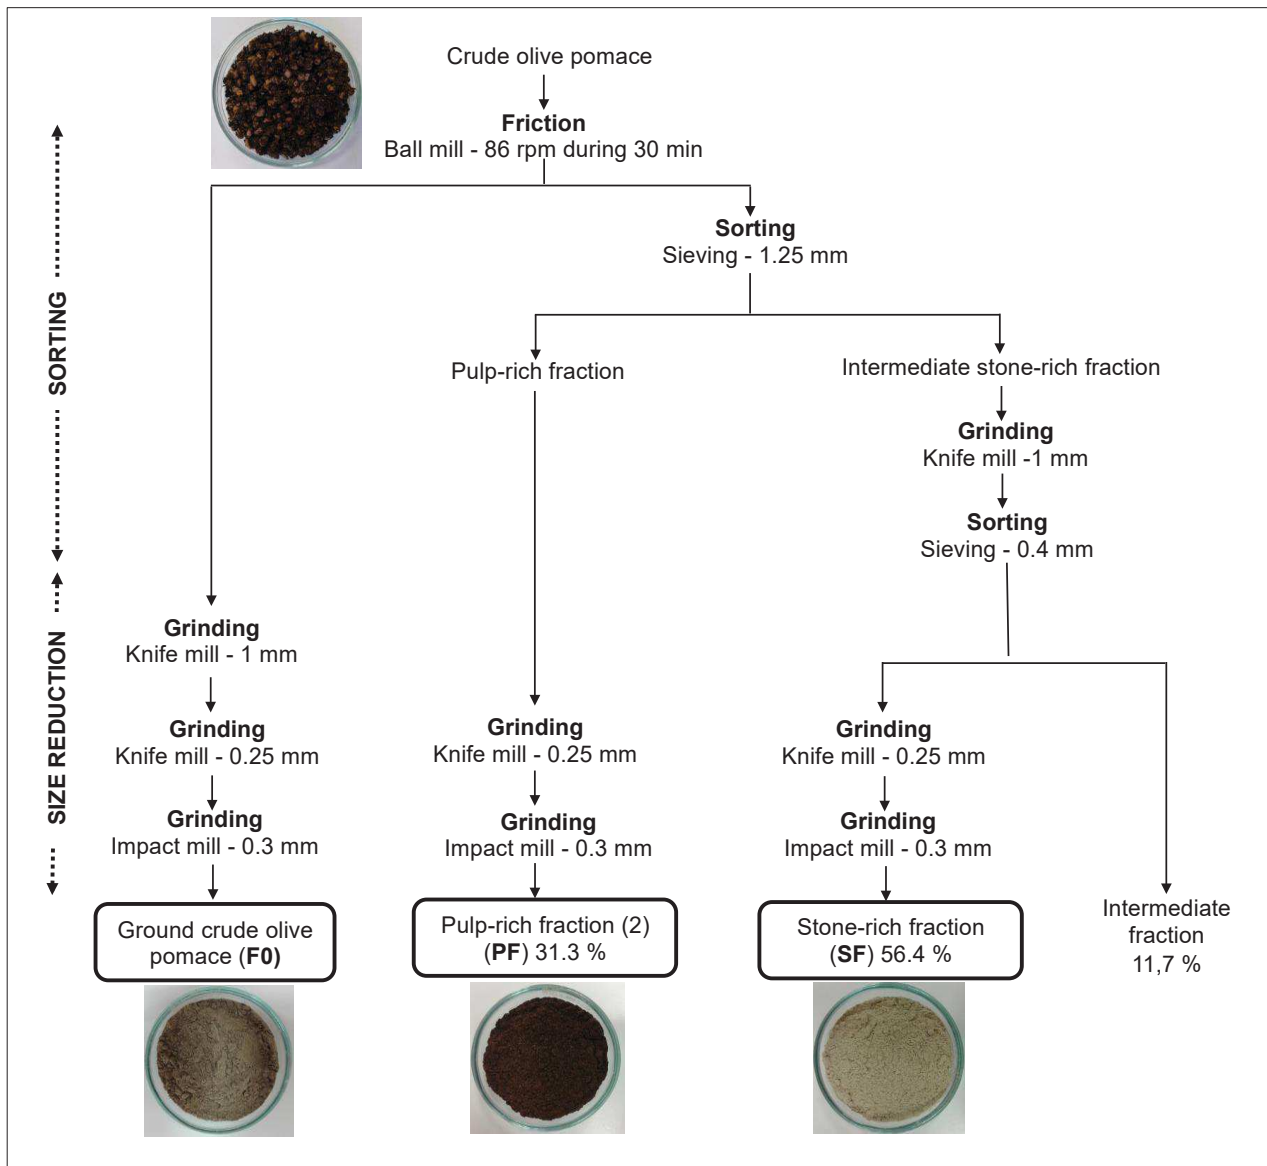 Crude olive pomace
Friction
Ball mill - 86 rpm during 30 min
Sorting
Sieving - 1.25 mm
Pulp-rich fraction
Intermediate stone-rich fraction
Grinding
Knife mill -1 mm
Sorting
Sieving - 0.4 mm
SORTING
SIZE REDUCTION
Grinding
Knife mill - 1 mm
Grinding
Knife mill - 0.25 mm
Grinding
Impact mill - 0.3 mm
Ground crude olive
pomace (F0)
Grinding
Knife mill - 0.25 mm
Grinding
Impact mill - 0.3 mm
Pulp-rich fraction (2)
(PF) 31.3 %
Grinding
Knife mill - 0.25 mm
Grinding
Impact mill - 0.3 mm
Stone-rich fraction
(SF) 56.4 %
Intermediate
fraction
11,7 %